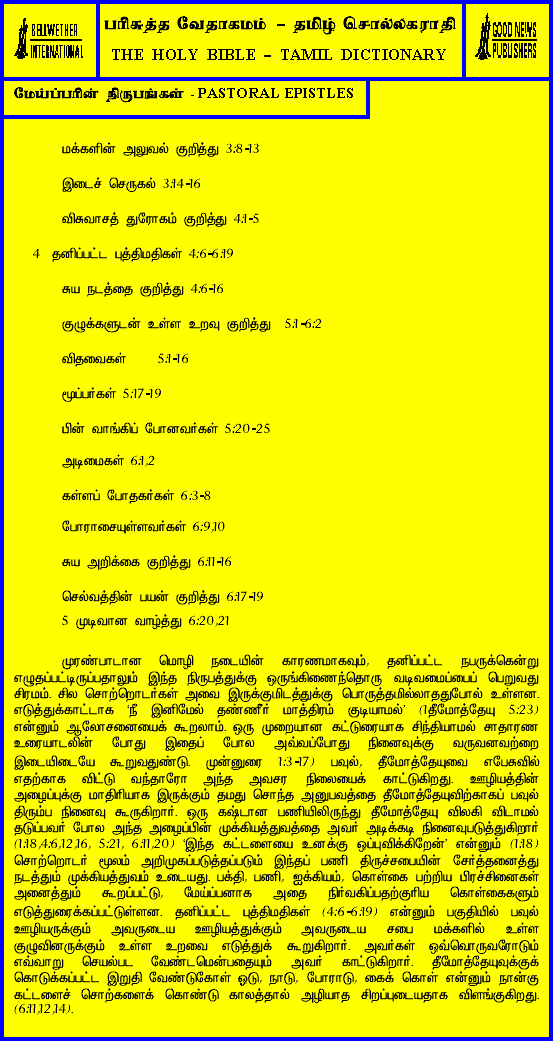 BELLWETHER
INTERNATIONAL
பரிசுத்த வேதாகமம் – தமிழ் சொல்லகராதி
THE HOLY BIBLE – TAMIL DICTIONARY
GOOD NEWS
PUBLISHERS
மேய்ப்பரின் நிருபங்கள் - PASTORAL EPISTLES
மக்களின் அலுவல் குறித்து 3:8-13
இடைச் செருகல் 3:14-16
விசுவாசத் துரோகம் குறித்து 4:1-5
4 தனிப்பட்ட புத்திமதிகள் 4:6-6:19
சுய நடத்தை குறித்து 4:6-16
குழுக்களுடன் உள்ள உறவு குறித்து 5:1-6:2
விதவைகள் 5:1-16
மூப்பர்கள் 5:17-19
பின் வாங்கிப் போனவர்கள் 5:20-25
அடிமைகள் 6:1,2
கள்ளப் போதகர்கள் 6:3-8
போராசையுள்ளவர்கள் 6:9,10
சுய அறிக்கை குறித்து 6:11-16
செல்வத்தின் பயன் குறித்து 6:17-19
5 முடிவான வாழ்த்து 6:20,21
முரண்பாடான மொழி நடையின் காரணமாகவும், தனிப்பட்ட நபருக்கென்று
எழுதப்பட்டிருப்பதாலும் இந்த நிருபத்துக்கு ஒருங்கிணைந்தொரு வடிவமைப்பைப் பெறுவது
சிரமம். சில சொற்றொடர்கள் அவை இருக்குமிடத்துக்கு பொருத்தமில்லாததுபோல் உள்ளன.
எடுத்துக்காட்டாக ‘நீ இனிமேல் தண்ணீர் மாத்திரம் குடியாமல்’ (1தீமோத்தேயு 5:23)
என்னும் ஆலோசனையைக் கூறலாம். ஒரு முறையான கட்டுரையாக சிந்தியாமல் சாதாரண
உரையாடலின் போது இதைப் போல அவ்வப்போது நினைவுக்கு வருவனவற்றை
இடையிடையே கூறுவதுண்டு. முன்னுரை 1:3-17) பவுல், தீமோத்தேயுவை எபேசுவில்
எதற்காக விட்டு வந்தாரோ அந்த அவசர நிலையைக் காட்டுகிறது. ஊழியத்தின்
அழைப்புக்கு மாதிரியாக இருக்கும் தமது சொந்த அனுபவத்தை தீமோத்தேயுவிற்காகப் பவுல்
திரும்ப நினைவு கூருகிறார். ஒரு கஷ்டான பணியிலிருந்து தீமோத்தேயு விலகி விடாமல்
தடுப்பவர் போல அந்த அழைப்பின் முக்கியத்துவத்தை அவர் அடிக்கடி நினைவுபடுத்துகிறார்
(1:18,4:6,12,16, 5:21, 6:11,20) ‘இந்த கட்டளையை உனக்கு ஒப்புவிக்கிறேன்’ என்னும் (1:18)
சொற்றொடர் மூலம் அறிமுகப்படுத்தப்படும் இந்தப் பணி திருச்சபையின் சேர்த்தனைத்து
நடத்தும் முக்கியத்துவம் உடையது. பக்தி, பணி, ஐக்கியம், கொள்கை பற்றிய பிரச்சினைகள்
அனைத்தும் கூறப்பட்டு, மேய்ப்பனாக அதை நிர்வகிப்பதற்குரிய கொள்கைகளும்
எடுத்துரைக்கப்பட்டுள்ளன. தனிப்பட்ட புத்திமதிகள் (4:6-6:19) என்னும் பகுதியில் பவுல்
ஊழியருக்கும் அவருடைய ஊழியத்துக்கும் அவருடைய சபை மக்களில் உள்ள
குழுவினருக்கும் உள்ள உறவை எடுத்துக் கூறுகிறார். அவர்கள் ஒவ்வொருவரோடும்
எவ்வாறு செயல்பட வேண்டமென்பதையும் அவர் காட்டுகிறார். தீமோத்தேயுவுக்குக்
கொடுக்கப்பட்ட இறுதி வேண்டுகோள் ஓடு, நாடு, போராடு, கைக் கொள் என்னும் நான்கு
கட்டளைச் சொற்களைக் கொண்டு காலத்தால் அழியாத சிறப்புடையதாக விளங்குகிறது.
(6:11,12,14).